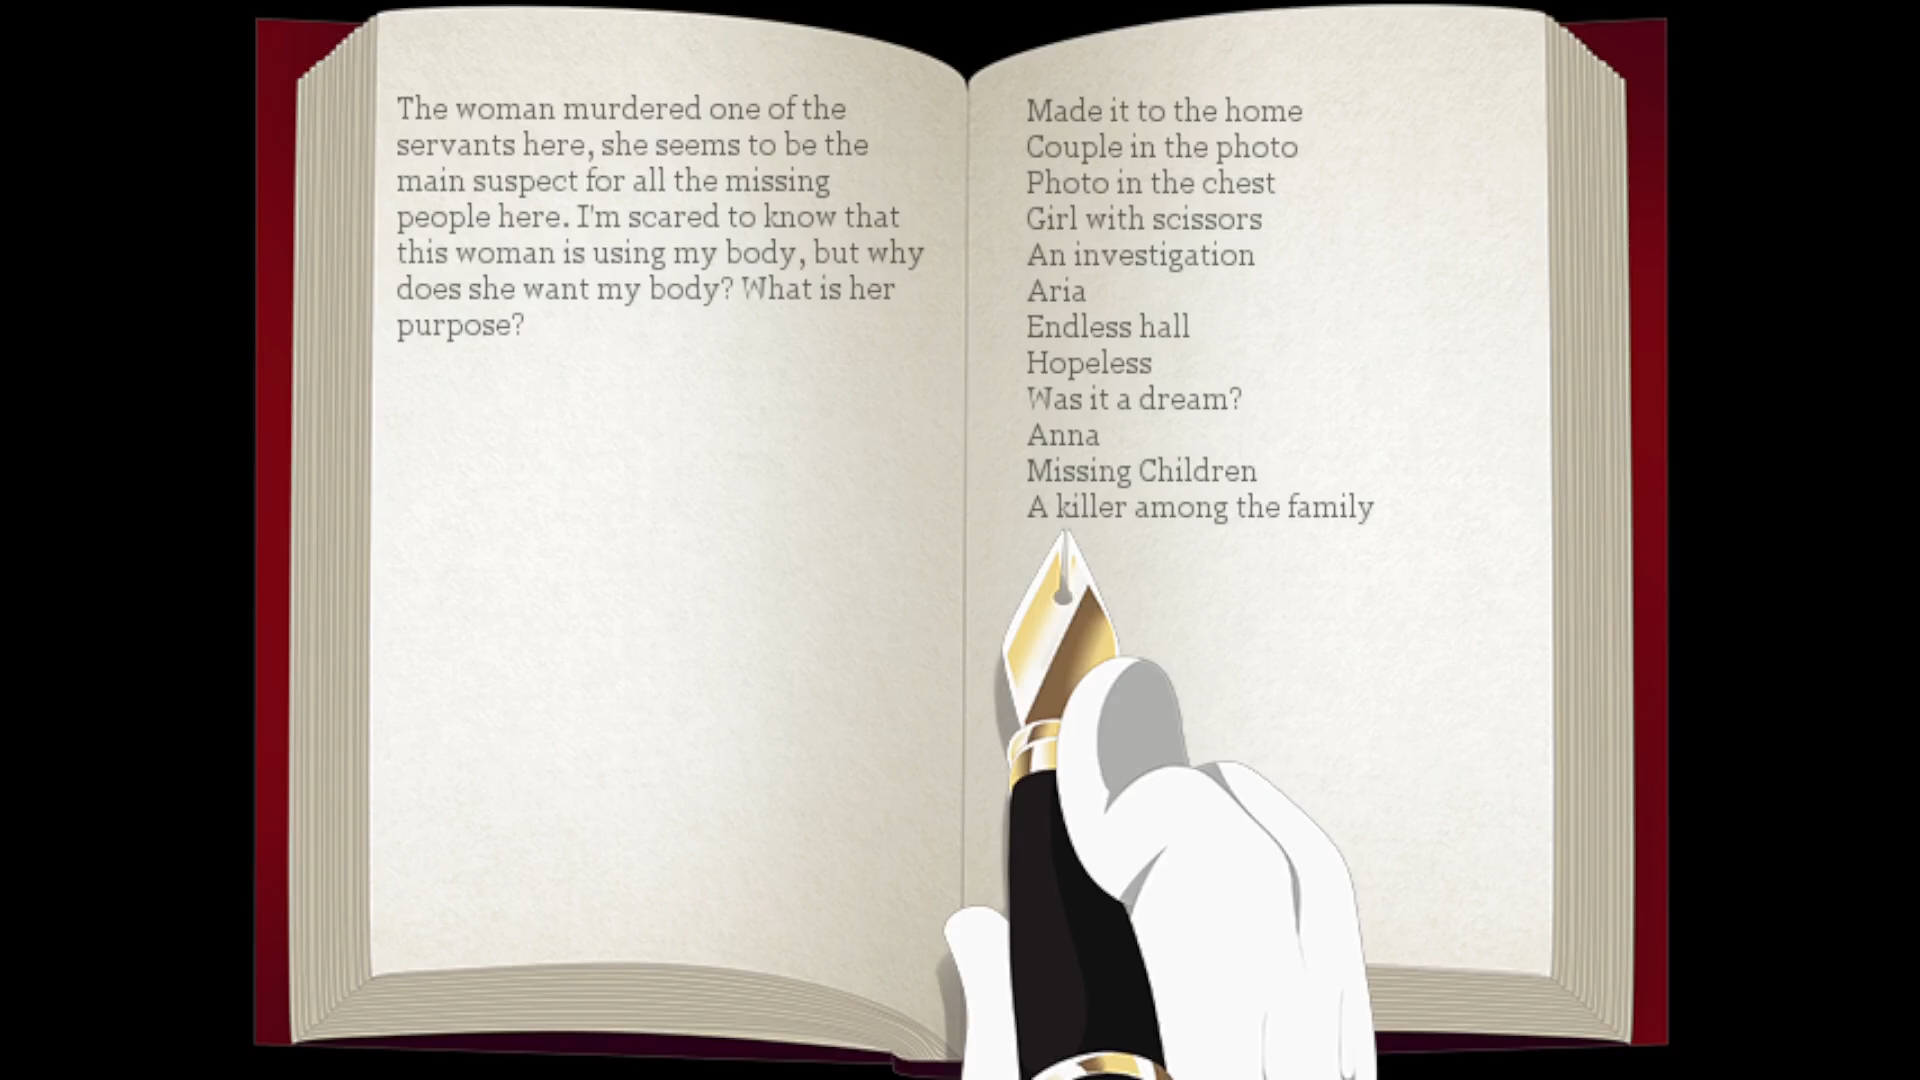 The woman murdered one of the
servants here, she seems to be the
main suspect for all the missing
people here. I'm scared to know that
this woman is using my body, but why
does she want my body? What is her
purpose?
Made it to the home
Couple in the photo
Photo in the chest
Girl with scissors
An investigation
Aria
Endless hall
Hopeless
Was it a dream?
Anna
Missing Children
A killer among the family